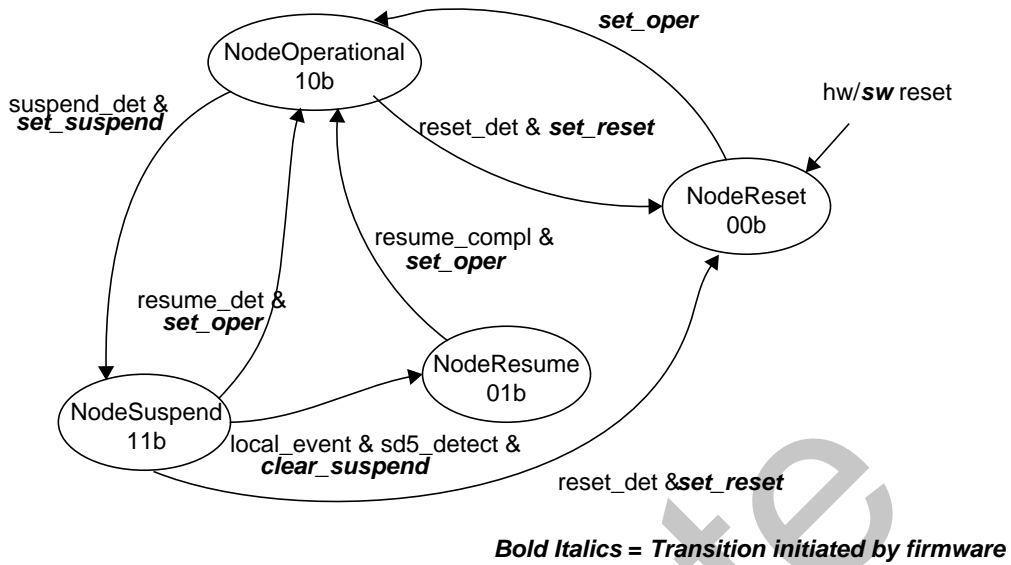 set_oper
NodeOperational
10b
hw/sw reset
suspend_det &
set_suspend
reset_det & set_reset
NodeReset
00b
resume_compl &
set_oper
resume_det &
set_oper
NodeResume
01b
NodeSuspend
11b
local_event & sd5_detect &
clear_suspend
reset_det &set_reset
Bold Italics = Transition initiated by firmware